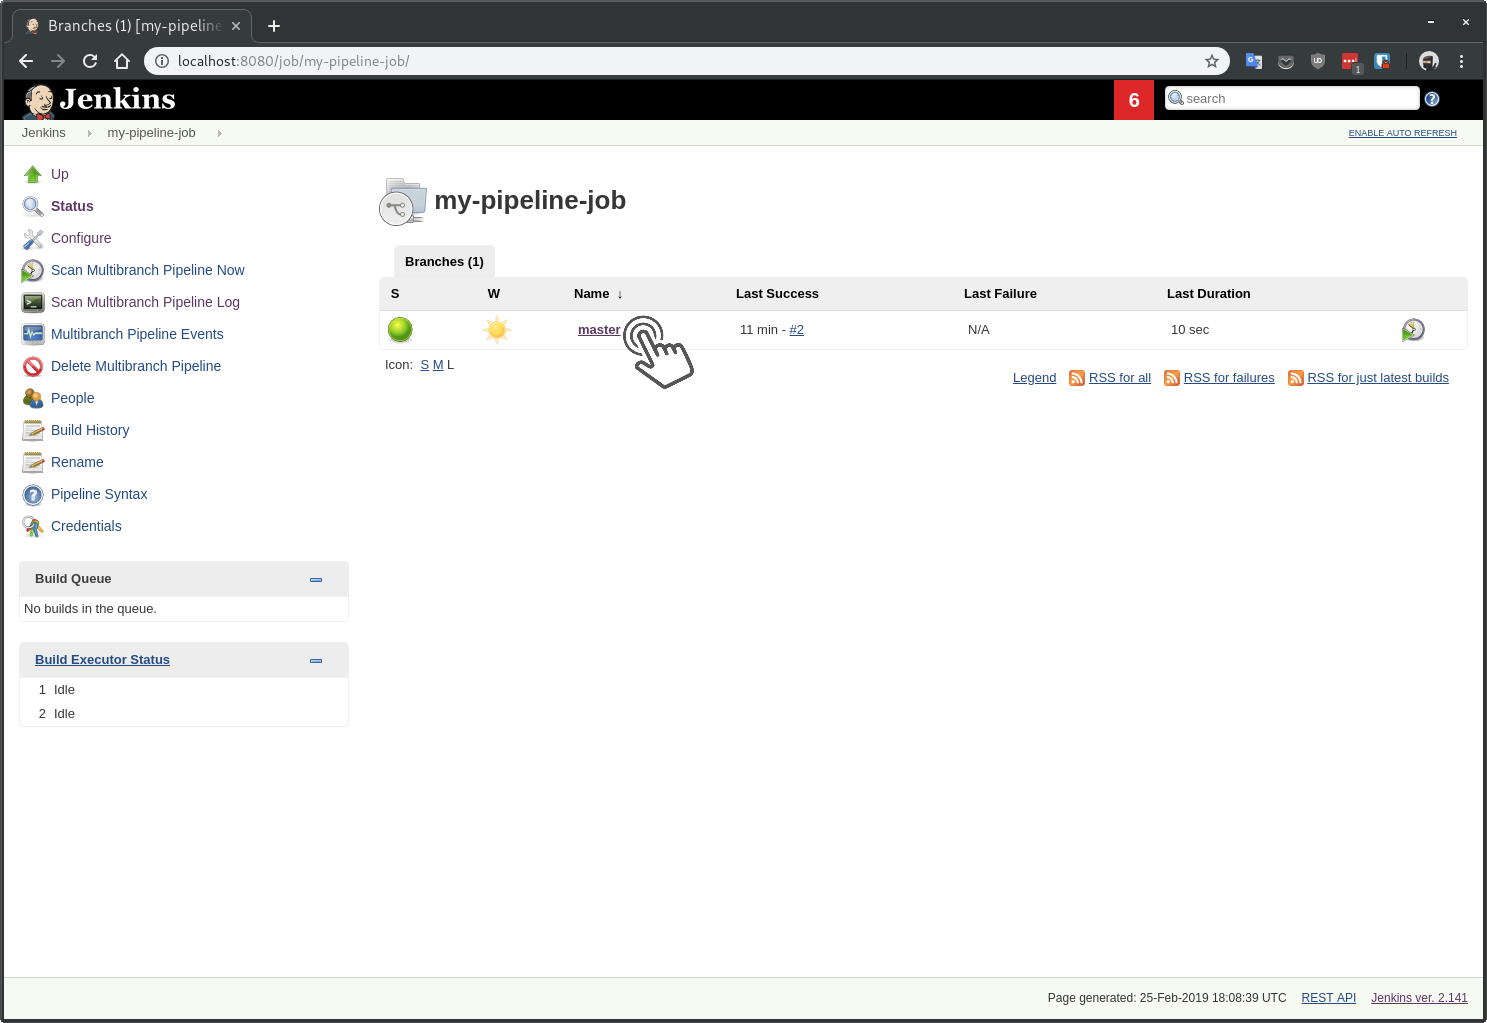 Branches (1) [my-pipeline
localhost:8080/job/my-pipeline-job/
1
Jenkins
6
search
Jenkins
my-pipeline-job
ENABLE AUTO REFRESH
Up
Status
Configure
Scan Multibranch Pipeline Now
Scan Multibranch Pipeline Log
Multibranch Pipeline Events
Delete Multibranch Pipeline
People
Build History
Rename
Pipeline Syntax
Credentials
Build Queue
No builds in the queue.
Build Executor Status
1 Idle
2 Idle
my-pipeline-job
Branches (1)
S W Name ↓ Last Success Last Failure Last Duration
master 11 min - #2 N/A 10 sec
Icon: S M L
Legend RSS for all RSS for failures RSS for just latest builds
Page generated: 25-Feb-2019 18:08:39 UTC REST API Jenkins ver. 2.141